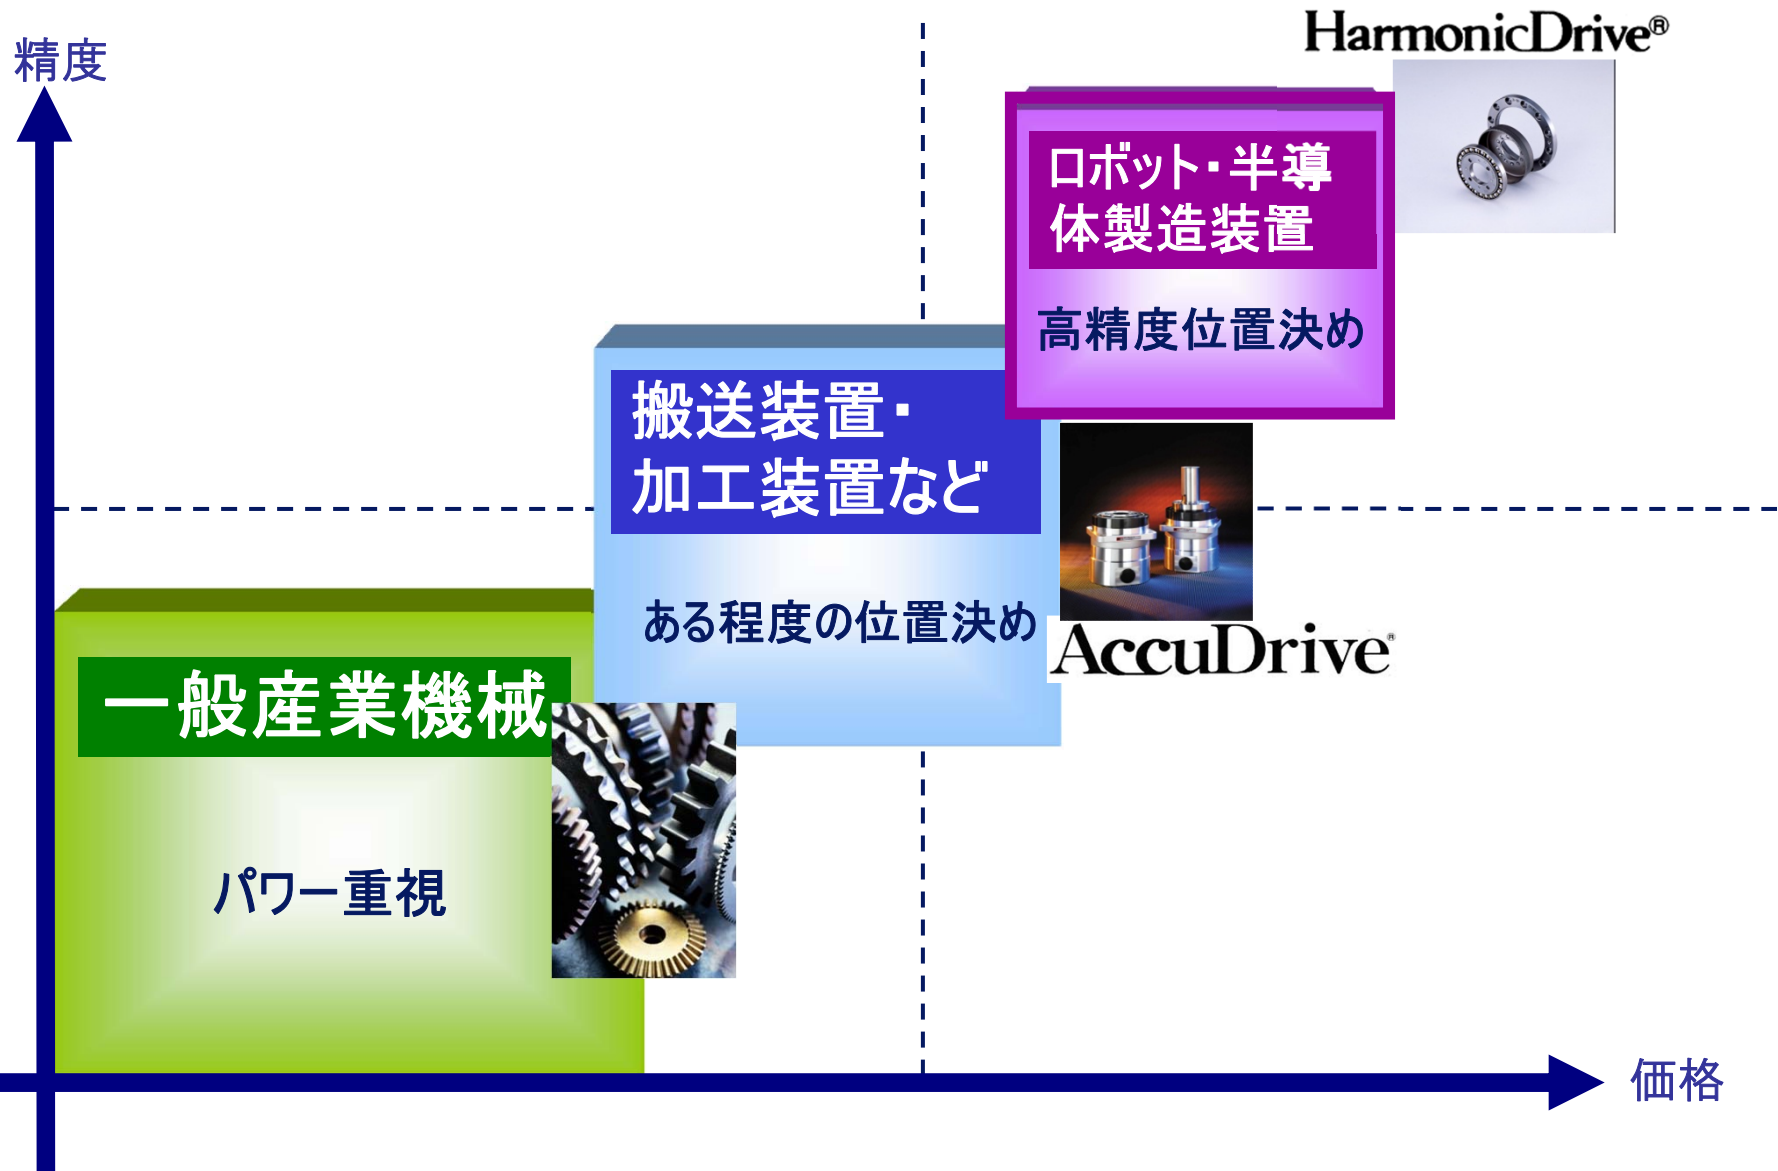 HarmonicDrive®
精度
ロボット・半導
体製造装置
高精度位置決め
搬送装置・
加工装置など
ある程度の位置決め
AccuDrive®
一般産業機械
パワー重視
価格